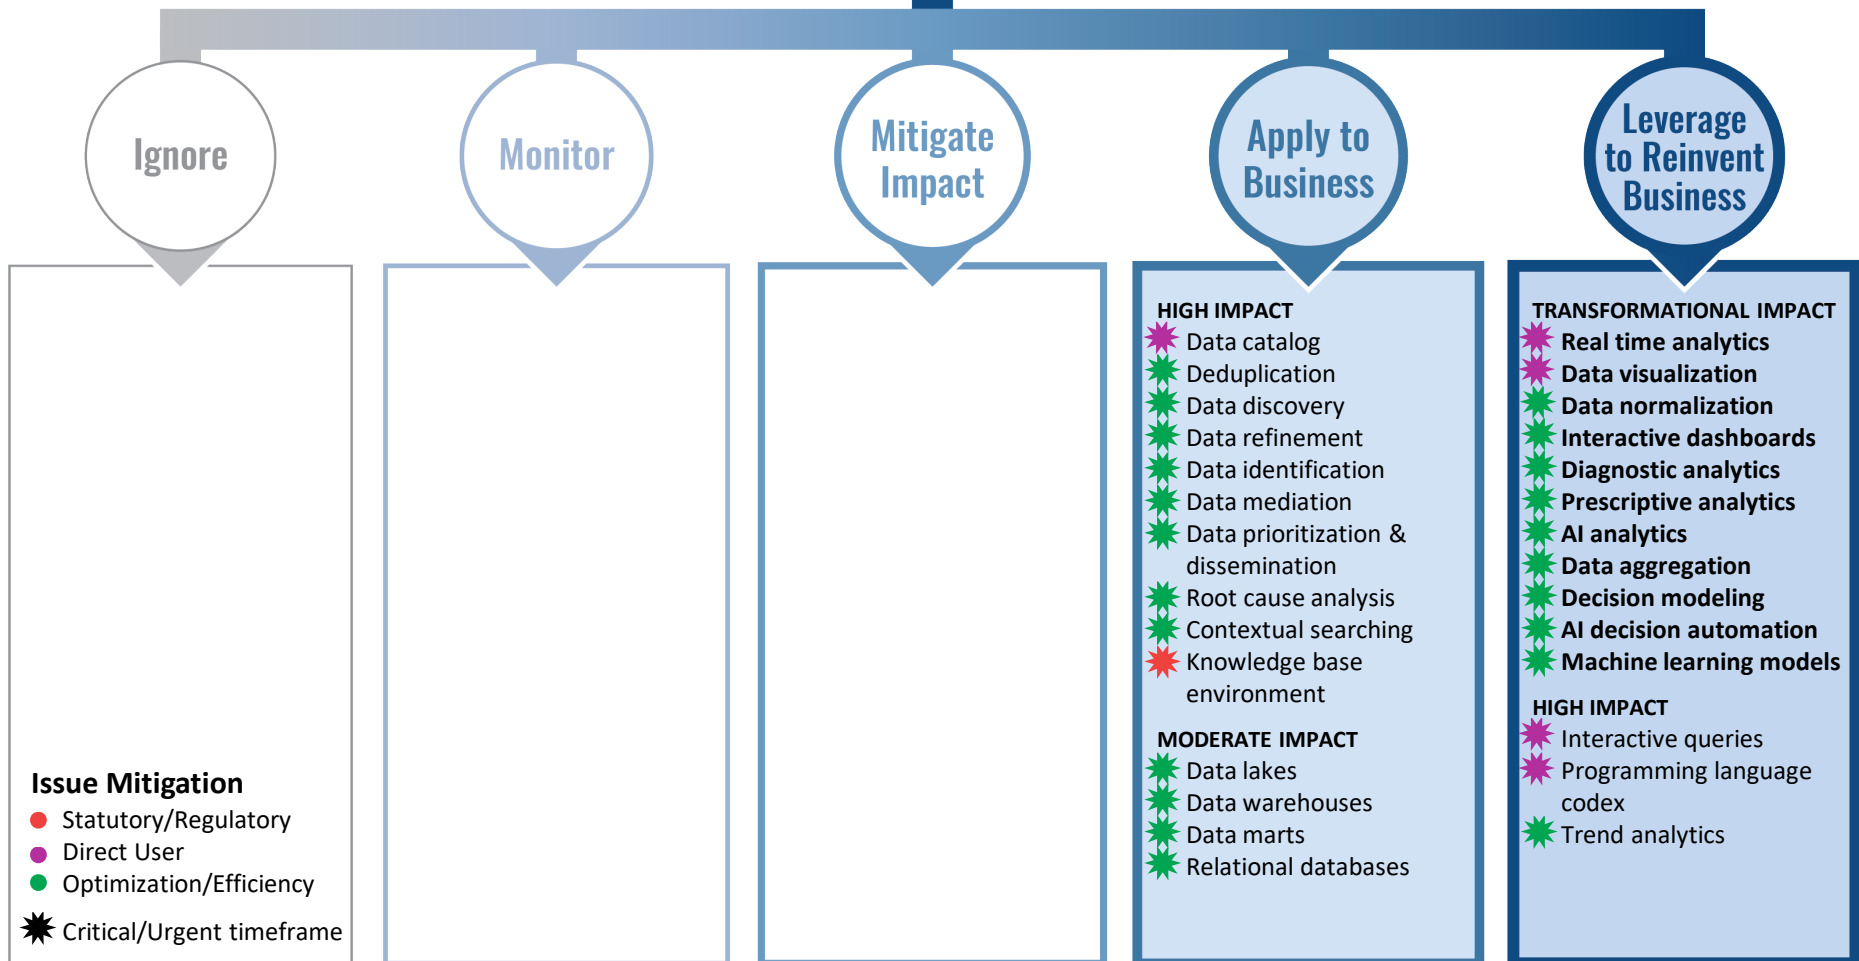 Ignore
Monitor
Mitigate
Impact
Apply to
Business
Leverage
to Reinvent
Business
Issue Mitigation
Statutory/Regulatory
Direct User
Optimization/Efficiency
Critical/Urgent timeframe
HIGH IMPACT
Data catalog
Deduplication
Data discovery
Data refinement
Data identification
Data mediation
Data prioritization &
dissemination
Root cause analysis
Contextual searching
Knowledge base
environment
MODERATE IMPACT
Data lakes
Data warehouses
Data marts
Relational databases
TRANSFORMATIONAL IMPACT
Real time analytics
Data visualization
Data normalization
Interactive dashboards
Diagnostic analytics
Prescriptive analytics
AI analytics
Data aggregation
Decision modeling
AI decision automation
Machine learning models
HIGH IMPACT
Interactive queries
Programming language
codex
Trend analytics